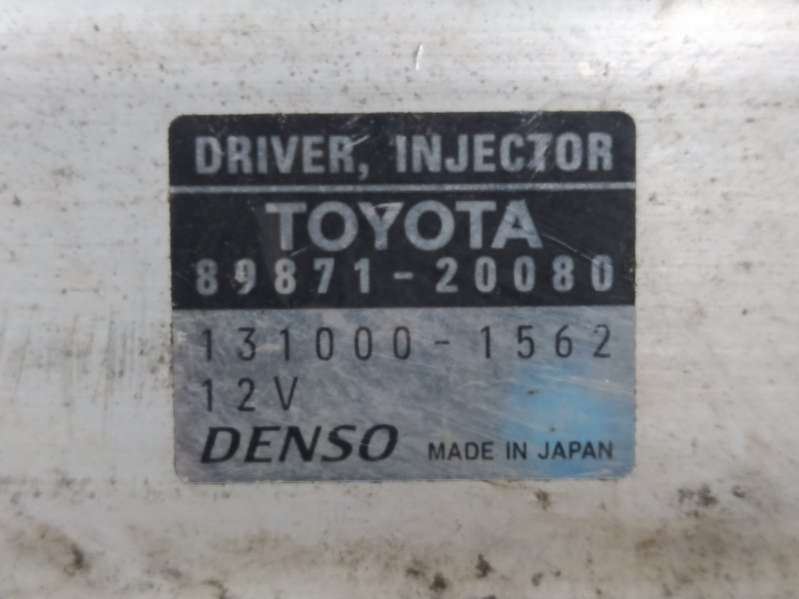 DRIVER, INJECTOR
TOYOTA
89871-20080
131000-1562
12V
DENSO MADE IN JAPAN